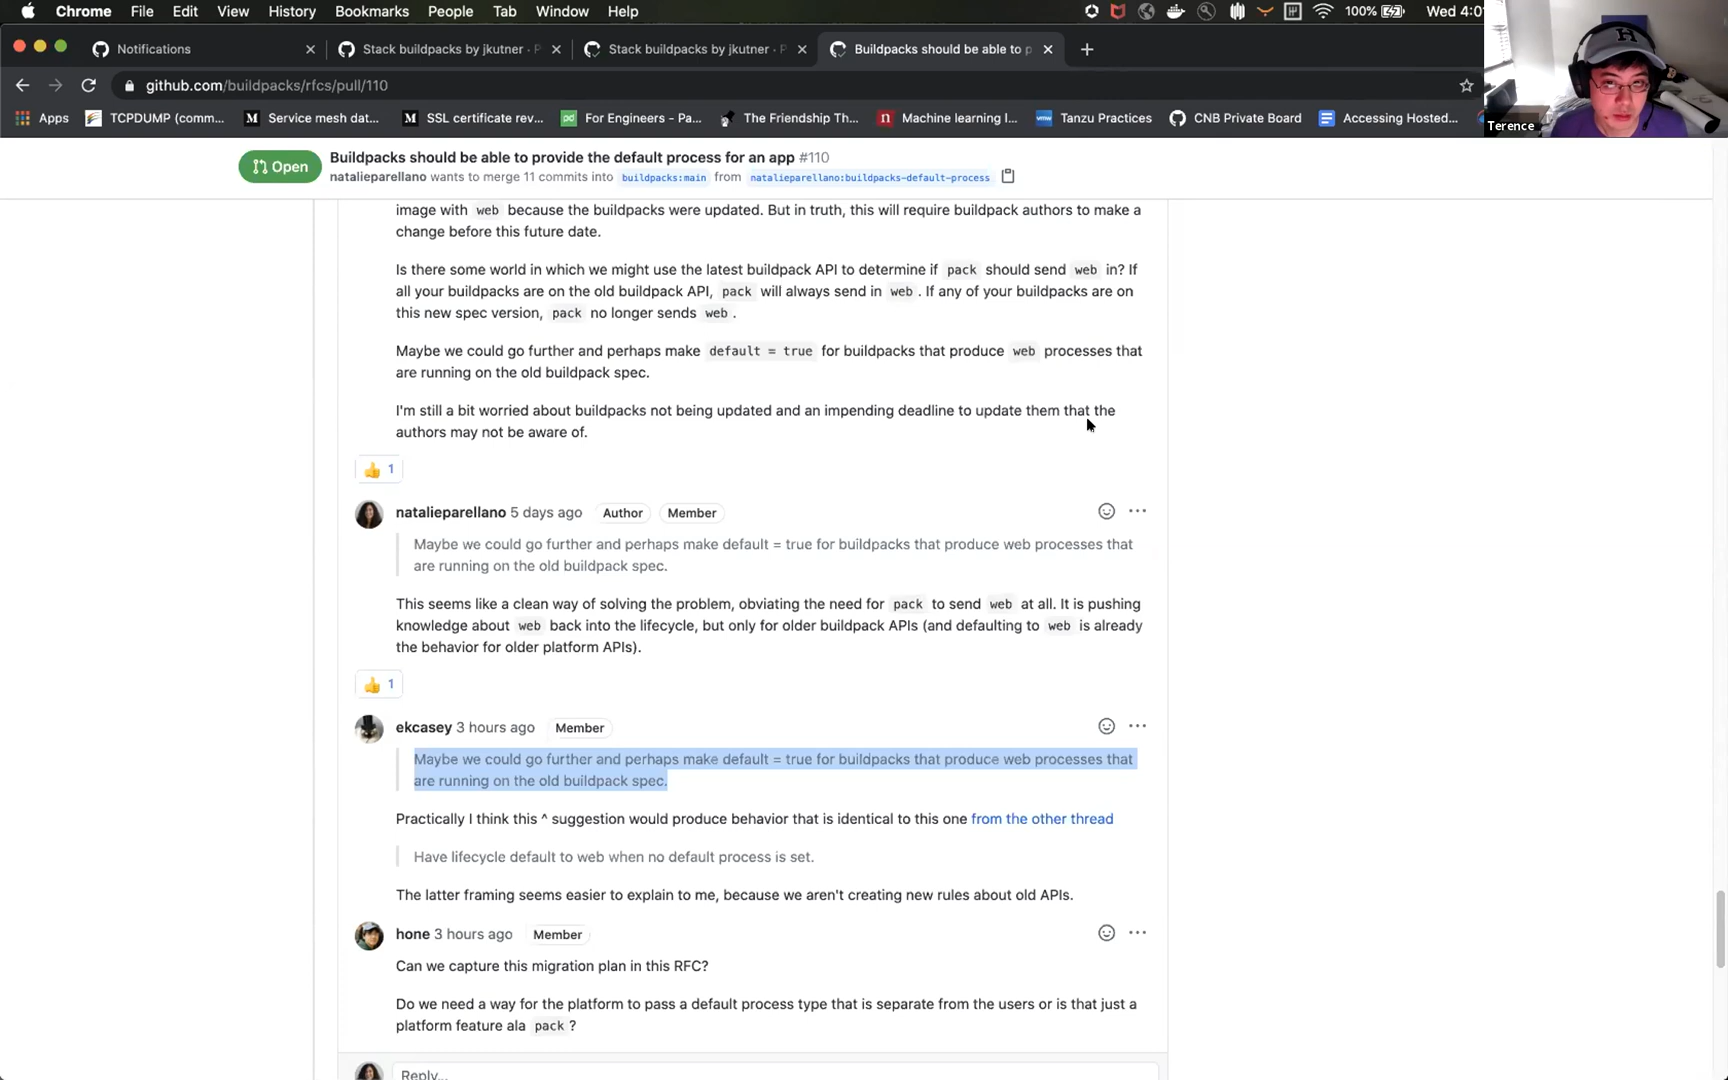 Chrome File Edit View History Bookmarks People Tab Window Help 100% Wed 4:0
Notifications
Stack buildpacks by jkutner · P
Stack buildpacks by jkutner · P
Buildpacks should be able to p
github.com/buildpacks/rfcs/pull/110
Apps TCPDUMP (comm... Service mesh dat... SSL certificate rev... For Engineers - Pa... The Friendship Th... Machine learning I... Tanzu Practices CNB Private Board Accessing Hosted...
Terence
Open
Buildpacks should be able to provide the default process for an app #110
natalieparellano wants to merge 11 commits into buildpacks:main from natalieparellano:buildpacks-default-process
image with web because the buildpacks were updated. But in truth, this will require buildpack authors to make a
change before this future date.
Is there some world in which we might use the latest buildpack API to determine if pack should send web in? If
all your buildpacks are on the old buildpack API, pack will always send in web . If any of your buildpacks are on
this new spec version, pack no longer sends web .
Maybe we could go further and perhaps make default = true for buildpacks that produce web processes that
are running on the old buildpack spec.
I'm still a bit worried about buildpacks not being updated and an impending deadline to update them that the
authors may not be aware of.
👍 1
natalieparellano 5 days ago Author Member
Maybe we could go further and perhaps make default = true for buildpacks that produce web processes that
are running on the old buildpack spec.
This seems like a clean way of solving the problem, obviating the need for pack to send web at all. It is pushing
knowledge about web back into the lifecycle, but only for older buildpack APIs (and defaulting to web is already
the behavior for older platform APIs).
👍 1
ekcasey 3 hours ago Member
Maybe we could go further and perhaps make default = true for buildpacks that produce web processes that
are running on the old buildpack spec.
Practically I think this ^ suggestion would produce behavior that is identical to this one from the other thread
Have lifecycle default to web when no default process is set.
The latter framing seems easier to explain to me, because we aren't creating new rules about old APIs.
hone 3 hours ago Member
Can we capture this migration plan in this RFC?
Do we need a way for the platform to pass a default process type that is separate from the users or is that just a
platform feature ala pack ?
Reply...